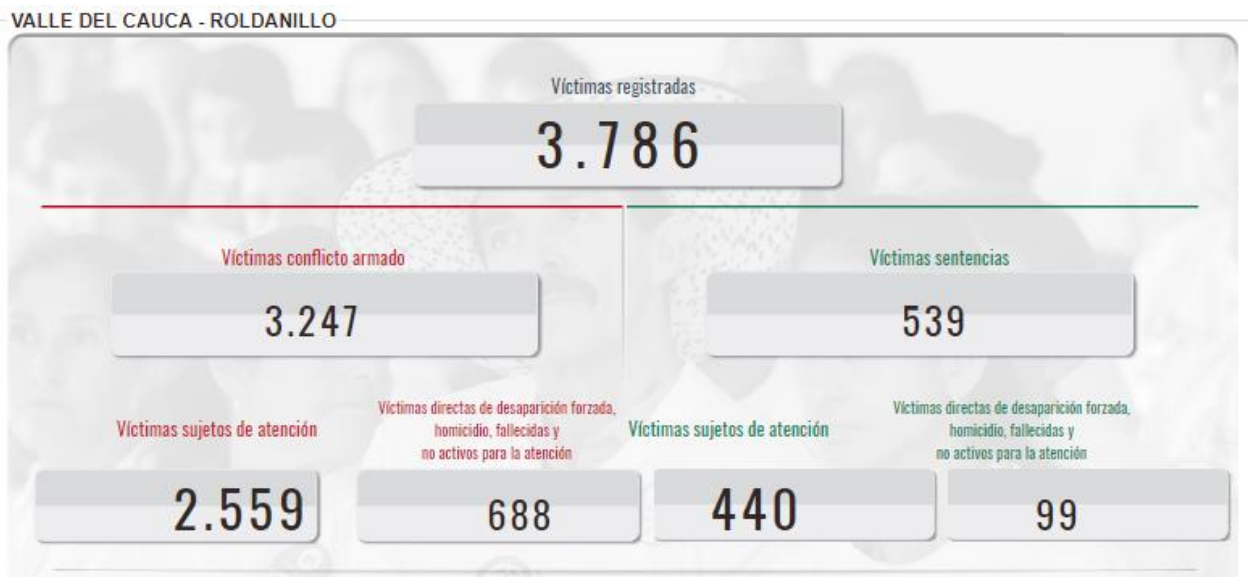 VALLE DEL CAUCA - ROLDANILLO
Víctimas registradas
3.786
Víctimas conflicto armado
3.247
Víctimas sentencias
539
Víctimas sujetos de atención
2.559
Víctimas directas de desaparición forzada,
homicidio, fallecidas y
no activos para la atención
688
Víctimas sujetos de atención
440
Víctimas directas de desaparición forzada,
homicidio, fallecidas y
no activos para la atención
99